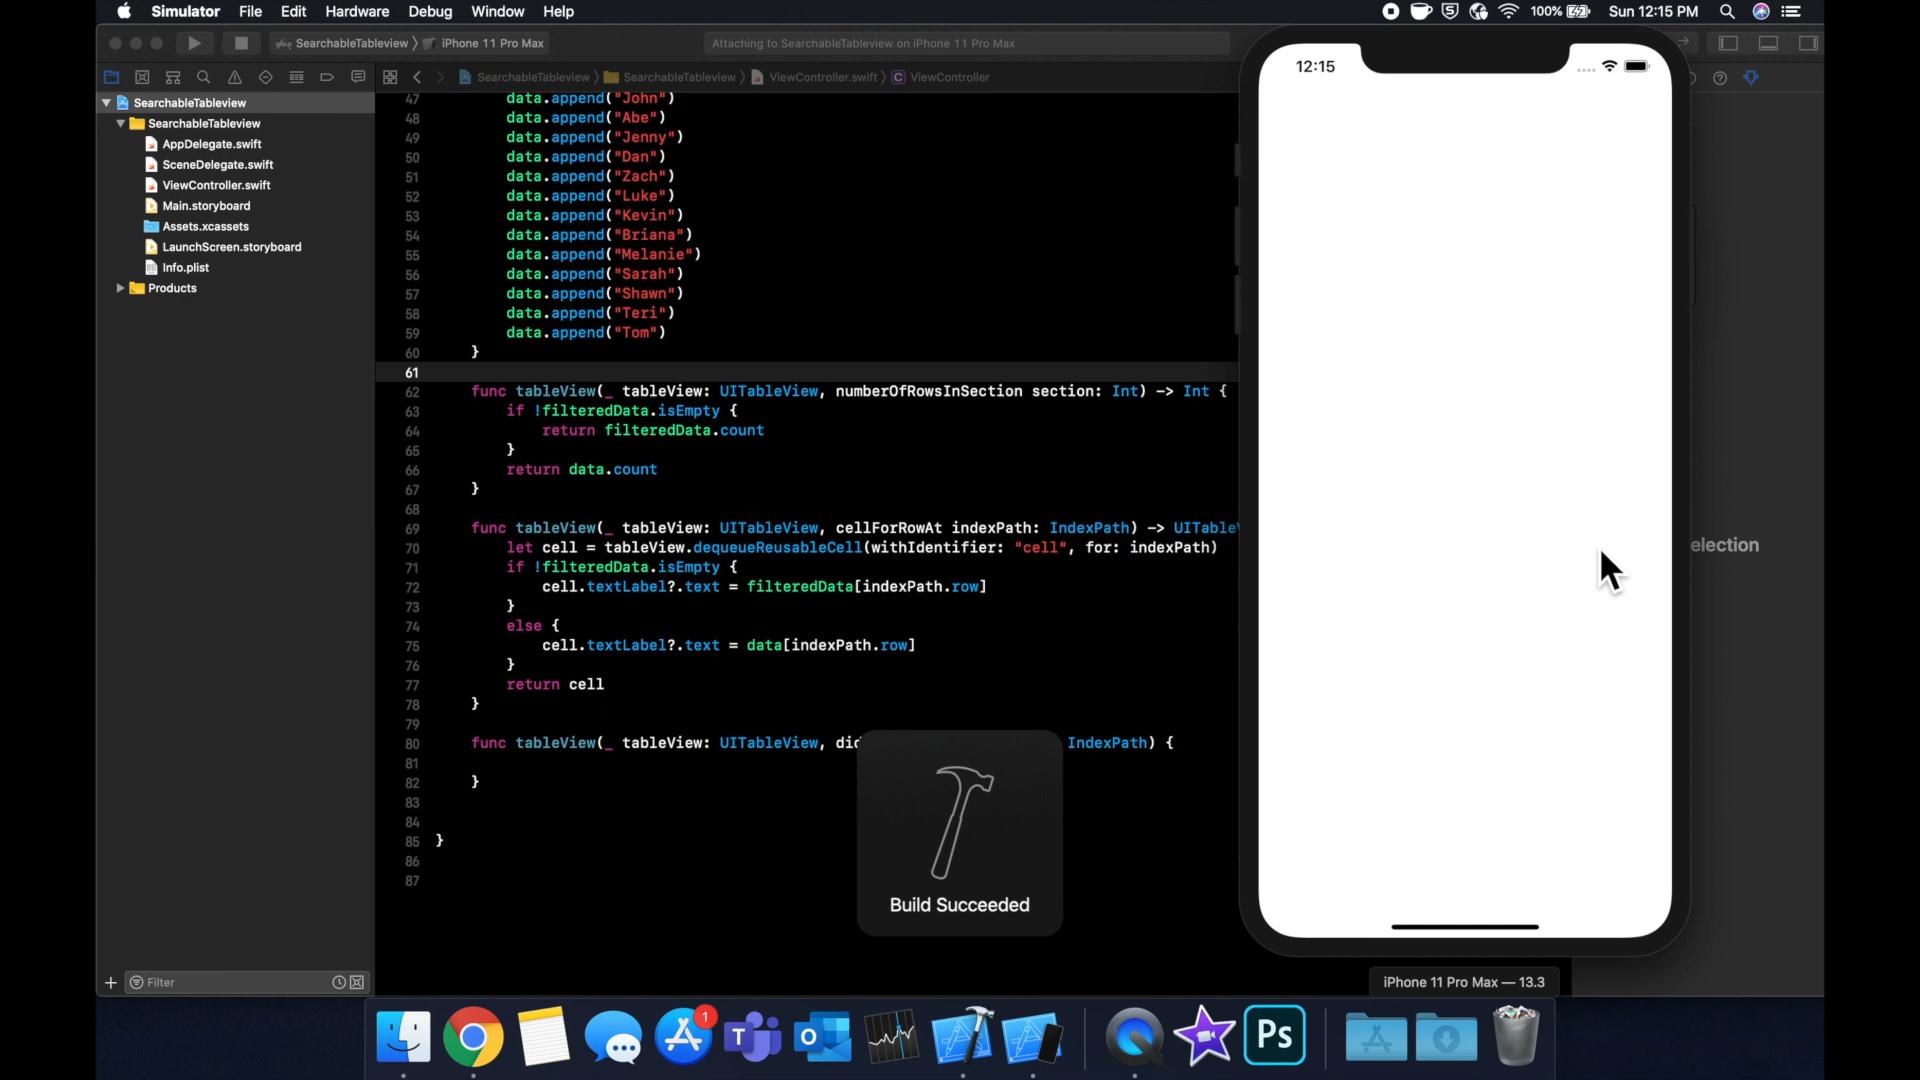 Simulator File Edit Hardware Debug Window Help
100% Sun 12:15 PM
SearchableTableview iPhone 11 Pro Max
Attaching to SearchableTableview on iPhone 11 Pro Max
SearchableTableview SearchableTableview ViewController.swift C ViewController
SearchableTableview
SearchableTableview
AppDelegate.swift
SceneDelegate.swift
ViewController.swift
Main.storyboard
Assets.xcassets
LaunchScreen.storyboard
Info.plist
Products
Filter
47 data.append("John")
48 data.append("Abe")
49 data.append("Jenny")
50 data.append("Dan")
51 data.append("Zach")
52 data.append("Luke")
53 data.append("Kevin")
54 data.append("Briana")
55 data.append("Melanie")
56 data.append("Sarah")
57 data.append("Shawn")
58 data.append("Teri")
59 data.append("Tom")
60 }
61
62 func tableView(_ tableView: UITableView, numberOfRowsInSection section: Int) -> Int {
63 if !filteredData.isEmpty {
64 return filteredData.count
65 }
66 return data.count
67 }
68
69 func tableView(_ tableView: UITableView, cellForRowAt indexPath: IndexPath) -> UITable
70 let cell = tableView.dequeueReusableCell(withIdentifier: "cell", for: indexPath)
71 if !filteredData.isEmpty {
72 cell.textLabel?.text = filteredData[indexPath.row]
73 }
74 else {
75 cell.textLabel?.text = data[indexPath.row]
76 }
77 return cell
78 }
79
80 func tableView(_ tableView: UITableView, did IndexPath) {
81
82 }
83
84
85 }
86
87
Build Succeeded
12:15
election
iPhone 11 Pro Max — 13.3
1
T
O
Ps